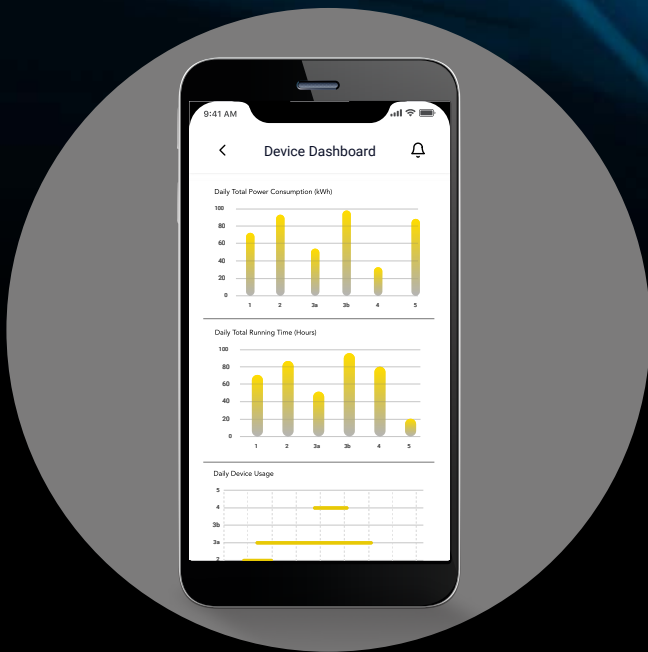 9:41 AM
Device Dashboard
Daily Total Power Consumption (kWh)
100
80
60
40
20
0
1 2 3a 3b 4 5
Daily Total Running Time (Hours)
100
80
60
40
20
0
1 2 3a 3b 4 5
Daily Device Usage
5
4
3b
3a
2